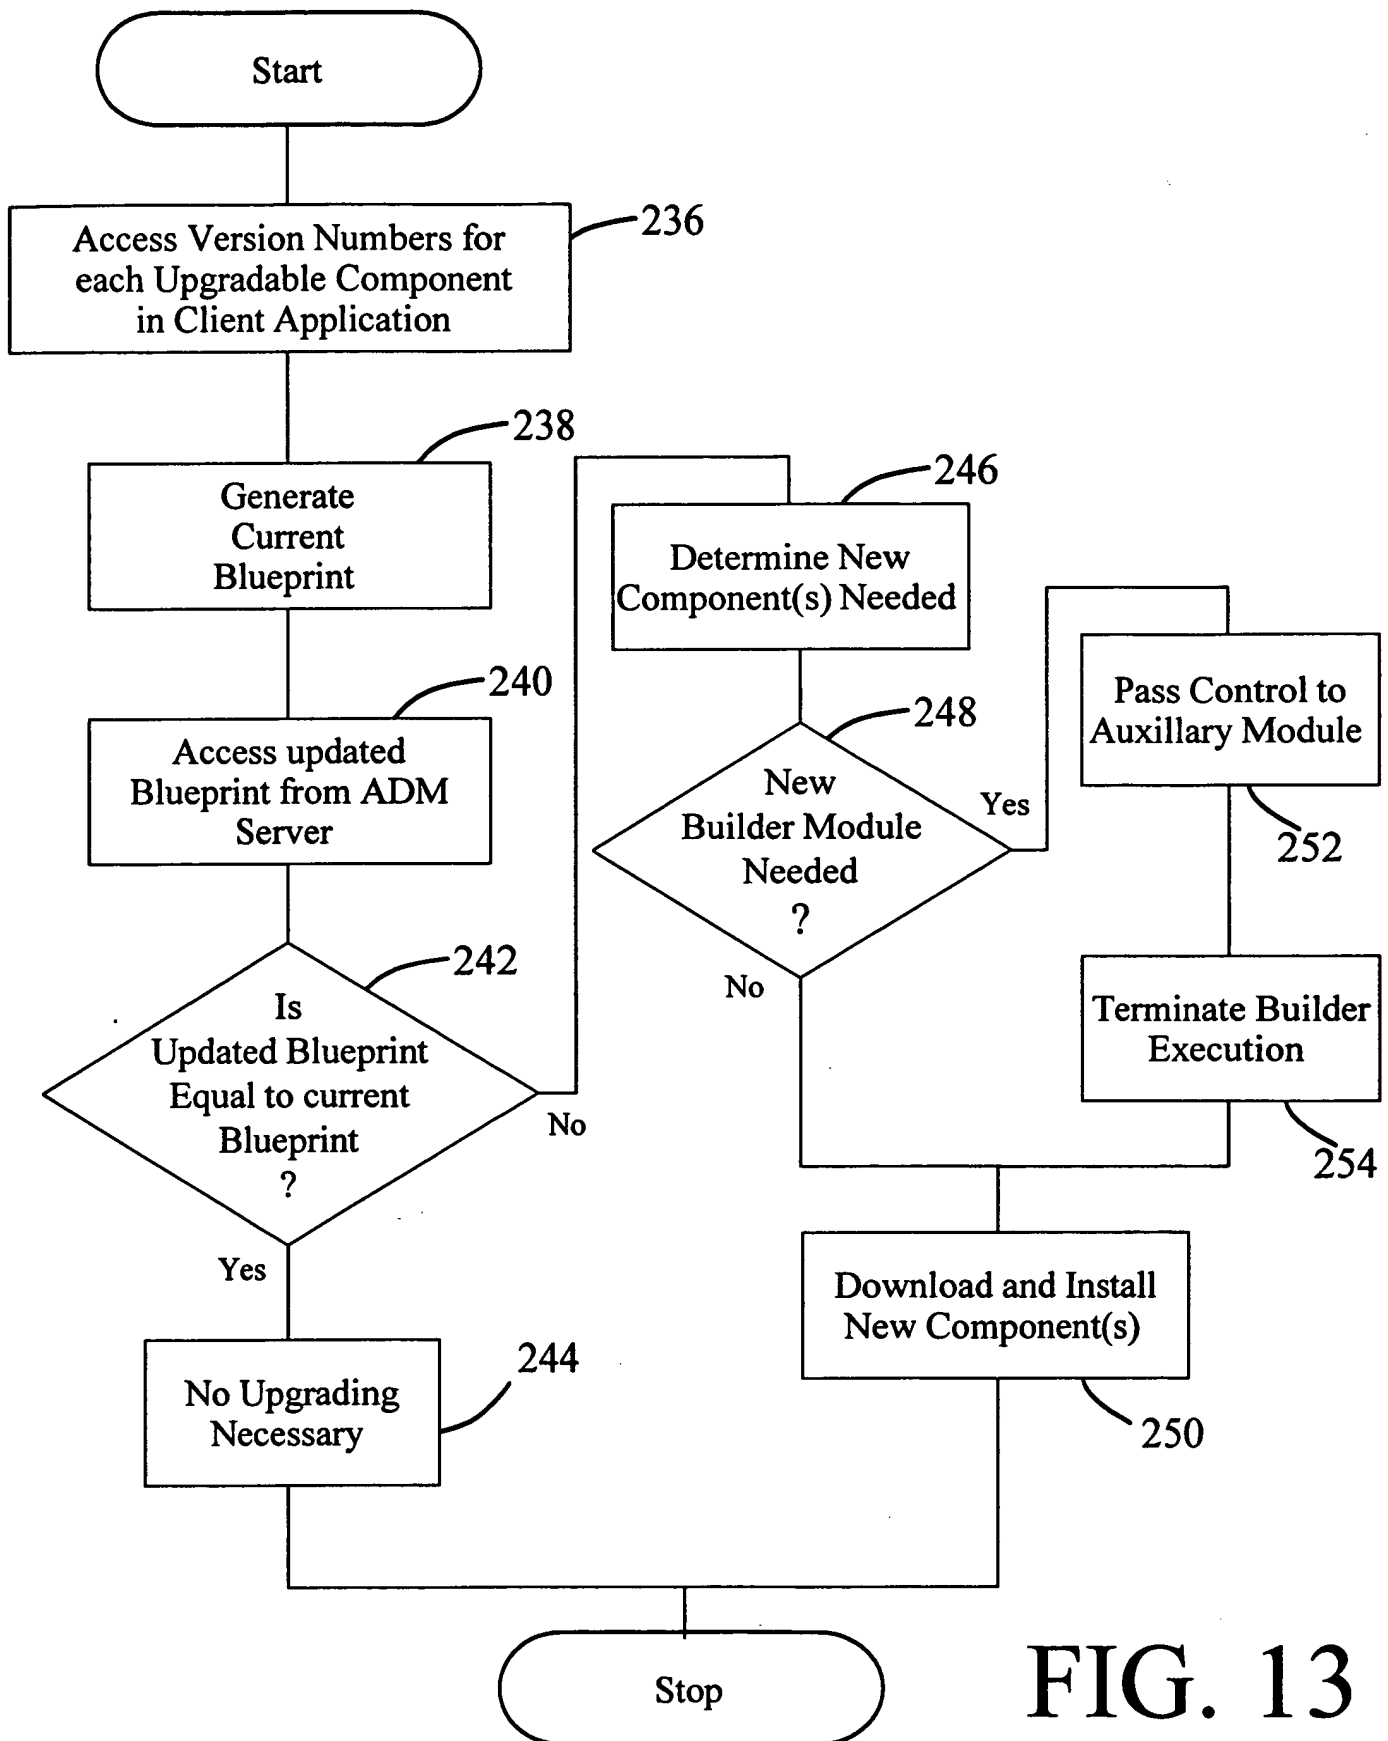 Start
Access Version Numbers for
each Upgradable Component
in Client Application
236
Generate
Current
Blueprint
238
Access updated
Blueprint from ADM
Server
240
Is
Updated Blueprint
Equal to current
Blueprint
?
242
No
Yes
No Upgrading
Necessary
244
Determine New
Component(s) Needed
246
New
Builder Module
Needed
?
248
Yes
No
Pass Control to
Auxillary Module
252
Terminate Builder
Execution
254
Download and Install
New Component(s)
250
Stop
FIG. 13